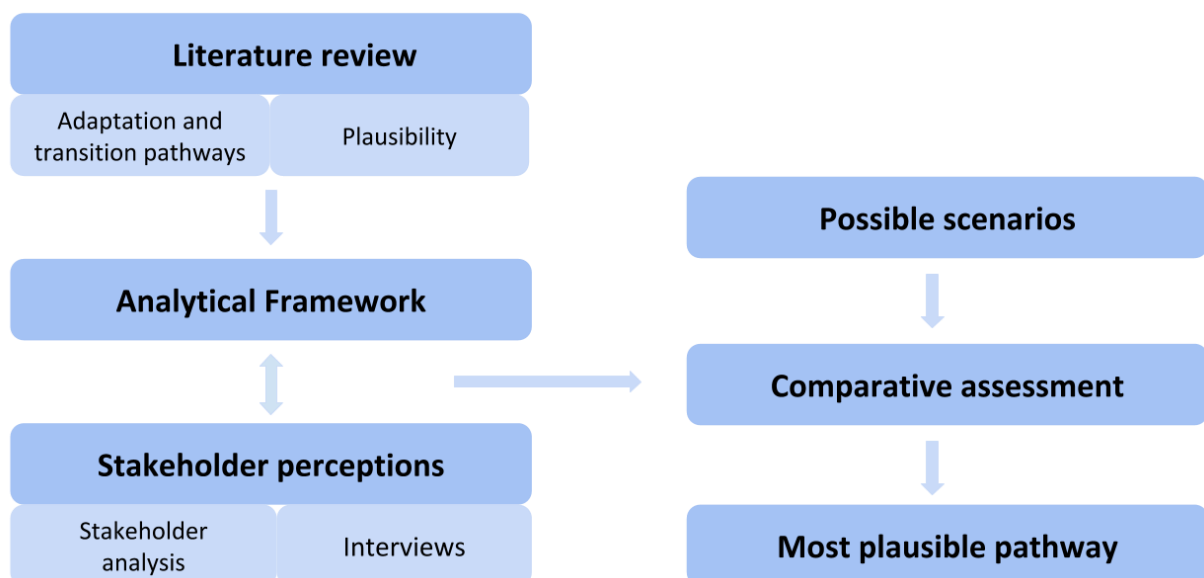 Literature review
Adaptation and
transition pathways
Plausibility
Analytical Framework
Stakeholder perceptions
Stakeholder
analysis
Interviews
Possible scenarios
Comparative assessment
Most plausible pathway